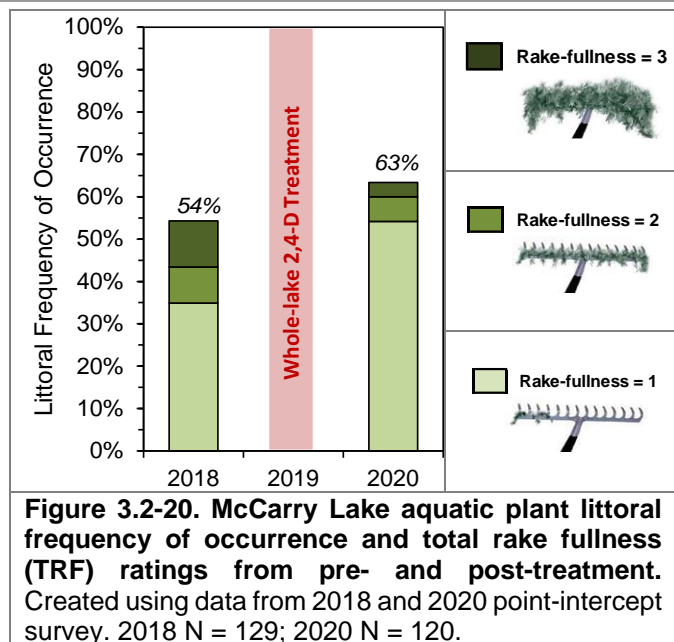 100%
90%
80%
70%
60%
50%
40%
30%
20%
10%
0%
Littoral Frequency of Occurrence
54%
Whole-lake 2,4-D Treatment
63%
2018 2019 2020
Rake-fullness = 3
Rake-fullness = 2
Rake-fullness = 1
Figure 3.2-20. McCarry Lake aquatic plant littoral
frequency of occurrence and total rake fullness
(TRF) ratings from pre- and post-treatment.
Created using data from 2018 and 2020 point-intercept
survey. 2018 N = 129; 2020 N = 120.